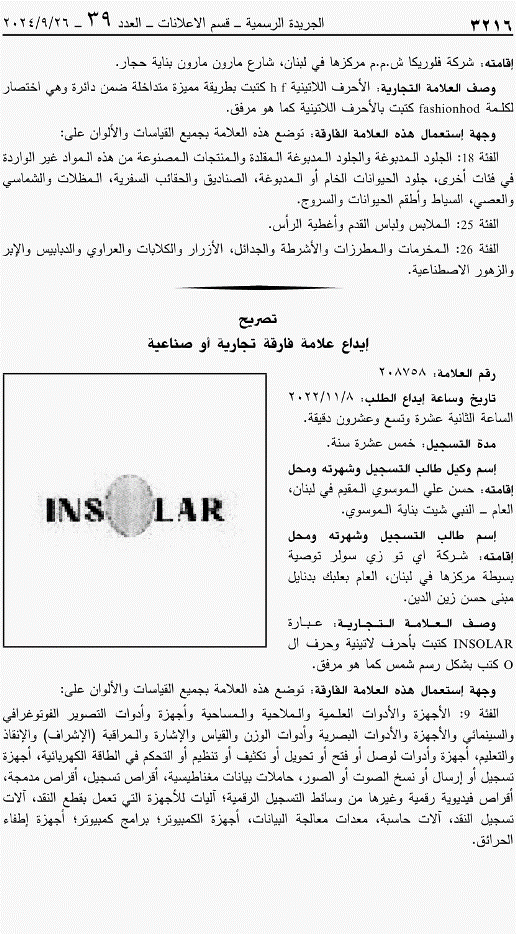 ٣٢١٦
الجريدة الرسمية – قسم الاعلانات – العدد ٣٩ – ٢٠٢٤/٩/٢٦
إقامته: شركة فلوريكا ش.م.م مركزها في لبنان، شارع مارون مارون بناية حجار.
وصف العلامة التجارية: الأحرف اللاتينية h f كتبت بطريقة مميزة متداخلة ضمن دائرة وهي اختصار
لكلمة fashionhod كتبت بالأحرف اللاتينية كما هو مرفق.
وجهة إستعمال هذه العلامة الفارقة: توضع هذه العلامة بجميع القياسات والألوان على:
الفئة 18: الجلود المدبوغة والجلود المدبوغة المقلدة والمنتجات المصنوعة من هذه المواد غير الواردة
في فئات أخرى، جلود الحيوانات الخام أو المدبوغة، الصناديق والحقائب السفرية، المظلات والشماسي
والعصي، السياط وأطقم الحيوانات والسروج.
الفئة 25: الملابس ولباس القدم وأغطية الرأس.
الفئة 26: المخرمات والمطرزات والأشرطة والجدائل، الأزرار والكلابات والعراوي والدبابيس والإبر
والزهور الاصطناعية.
تصريح
إيداع علامة فارقة تجارية أو صناعية
رقم العلامة: ٢٠٨٧٥٨
تاريخ وساعة إيداع الطلب: ٢٠٢٢/١١/٨
الساعة الثانية عشرة وتسع وعشرون دقيقة.
مدة التسجيل: خمس عشرة سنة.
إسم وكيل طالب التسجيل وشهرته ومحل
إقامته: حسن علي الموسوي المقيم في لبنان،
العام – النبي شيت بناية الموسوي.
إسم طالب التسجيل وشهرته ومحل
إقامته: شركة اي تو زي سولر توصية
بسيطة مركزها في لبنان، العام بعلبك بدنايل
مبنى حسن زين الدين.
وصف العلامة التجارية: عبارة
INSOLAR كتبت بأحرف لاتينية وحرف ال
O كتب بشكل رسم شمس كما هو مرفق.
INSOLAR
وجهة إستعمال هذه العلامة الفارقة: توضع هذه العلامة بجميع القياسات والألوان على:
الفئة 9: الأجهزة والأدوات العلمية والملاحية والمساحية وأجهزة وأدوات التصوير الفوتوغرافي
والسينمائي والأجهزة والأدوات البصرية وأدوات الوزن والقياس والإشارة والمراقبة (الإشراف) والإنقاذ
والتعليم، أجهزة وأدوات لوصل أو فتح أو تحويل أو تكثيف أو تنظيم أو التحكم في الطاقة الكهربائية، أجهزة
تسجيل أو إرسال أو نسخ الصوت أو الصور، حاملات بيانات مغناطيسية، أقراص تسجيل، أقراص مدمجة،
أقراص فيديوية رقمية وغيرها من وسائط التسجيل الرقمية؛ آليات للأجهزة التي تعمل بقطع النقد، آلات
تسجيل النقد، آلات حاسبة، معدات معالجة البيانات، أجهزة الكمبيوتر؛ برامج كمبيوتر؛ أجهزة إطفاء
الحرائق.